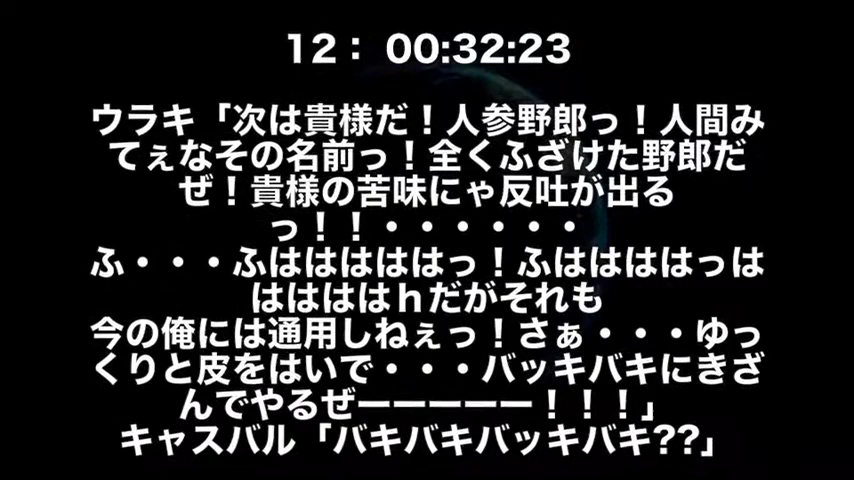 12： 00:32:23
ウラキ「次は貴様だ！人参野郎っ！人間み
てぇなその名前っ！全くふざけた野郎だ
ぜ！貴様の苦味にゃ反吐が出る
っ！！・・・・・・
ふ・・・ふはははははっ！ふははははっは
ははははｈだがそれも
今の俺には通用しねぇっ！さぁ・・・ゆっ
くりと皮をはいで・・・バッキバキにきざ
んでやるぜーーーーー！！！」
キャスバル「バキバキバッキバキ??」